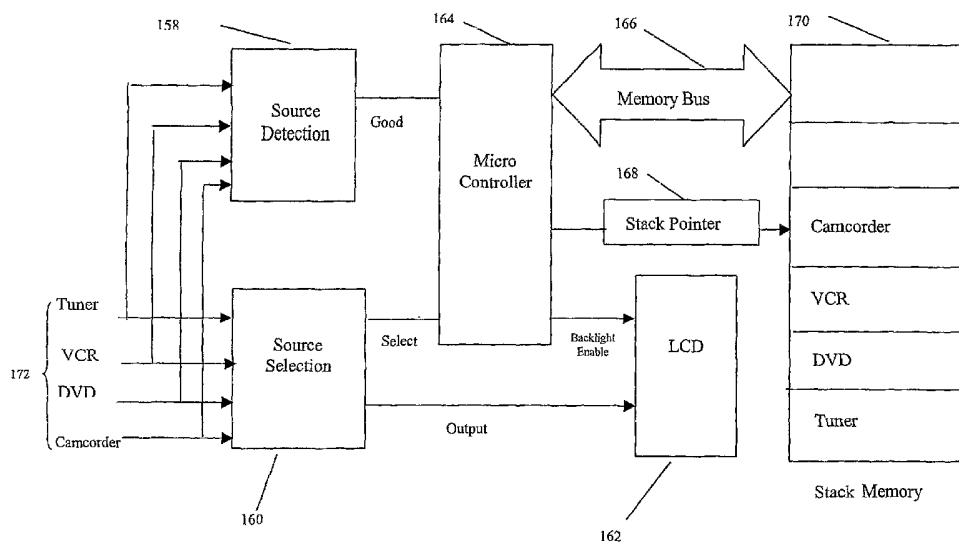 158
164
166
170
Source
Detection
Good
Memory Bus
Micro
Controller
168
Stack Pointer
Camcorder
172
Tuner
VCR
DVD
Camcorder
Source
Selection
Select
Backlight
Enable
LCD
VCR
DVD
Tuner
Output
Stack Memory
160
162